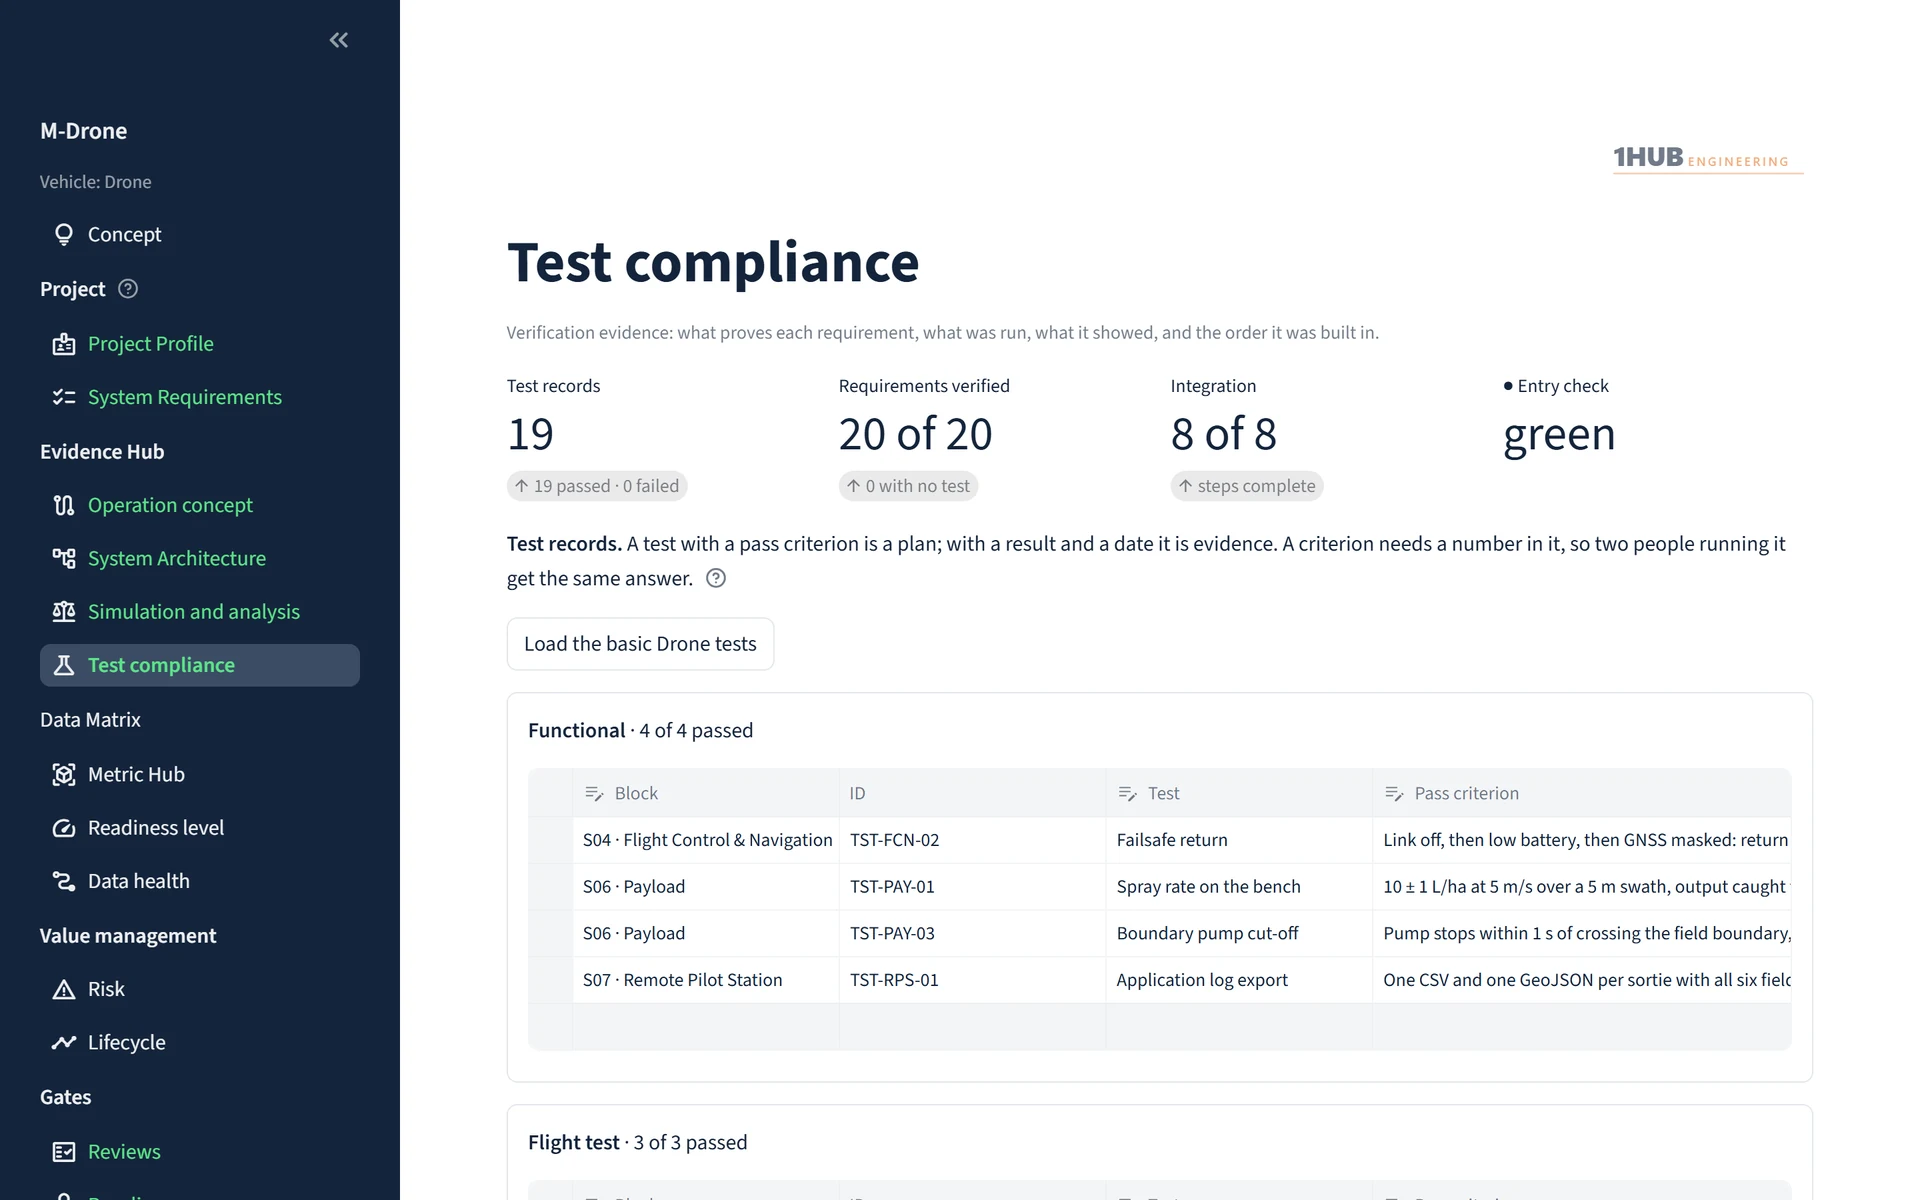 M-Drone
Vehicle: Drone
Concept
Project
Project Profile
System Requirements
Evidence Hub
Operation concept
System Architecture
Simulation and analysis
Test compliance
Data Matrix
Metric Hub
Readiness level
Data health
Value management
Risk
Lifecycle
Gates
Reviews
1HUB ENGINEERING
Test compliance
Verification evidence: what proves each requirement, what was run, what it showed, and the order it was built in.
Test records
19
↑ 19 passed · 0 failed
Requirements verified
20 of 20
↑ 0 with no test
Integration
8 of 8
↑ steps complete
● Entry check
green
Test records. A test with a pass criterion is a plan; with a result and a date it is evidence. A criterion needs a number in it, so two people running it
get the same answer.
Load the basic Drone tests
Functional · 4 of 4 passed
Block ID Test Pass criterion
S04 · Flight Control & Navigation TST-FCN-02 Failsafe return Link off, then low battery, then GNSS masked: return
S06 · Payload TST-PAY-01 Spray rate on the bench 10 ± 1 L/ha at 5 m/s over a 5 m swath, output caught
S06 · Payload TST-PAY-03 Boundary pump cut-off Pump stops within 1 s of crossing the field boundary,
S07 · Remote Pilot Station TST-RPS-01 Application log export One CSV and one GeoJSON per sortie with all six
Flight test · 3 of 3 passed